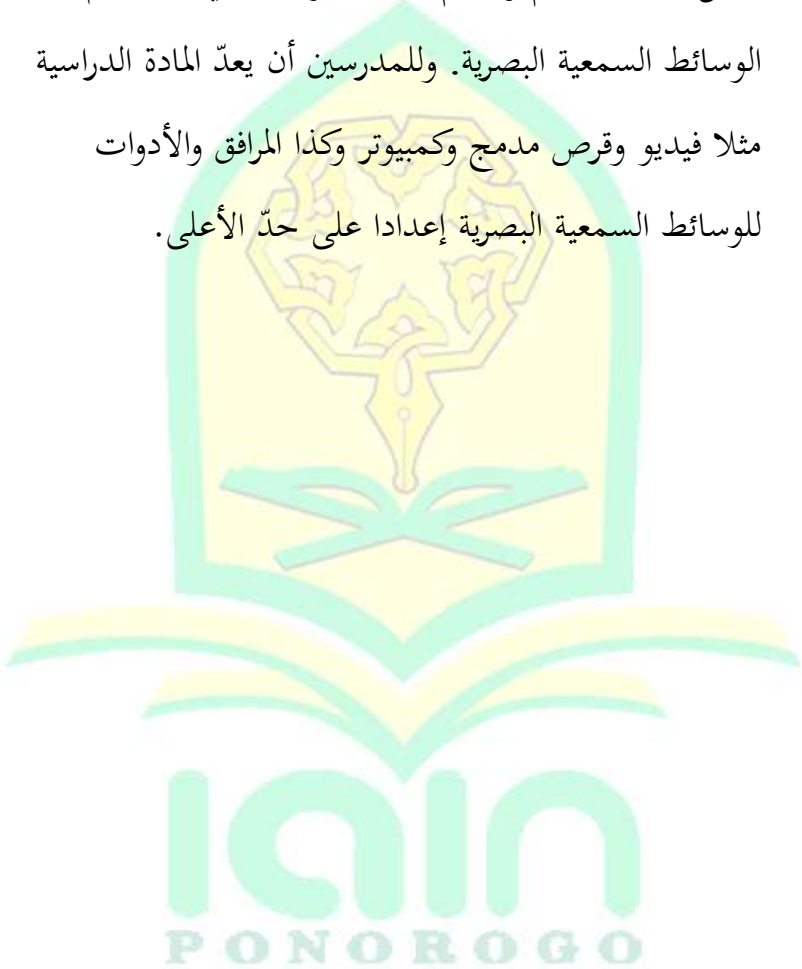 الوسائط السمعية البصرية. وللمدرسين أن يعدّ المادة الدراسية
مثلا فيديو وقرص مدمج وكمبيوتر وكذا المرافق والأدوات
للوسائط السمعية البصرية إعدادا على حدّ الأعلى.
iain
PONOROGO